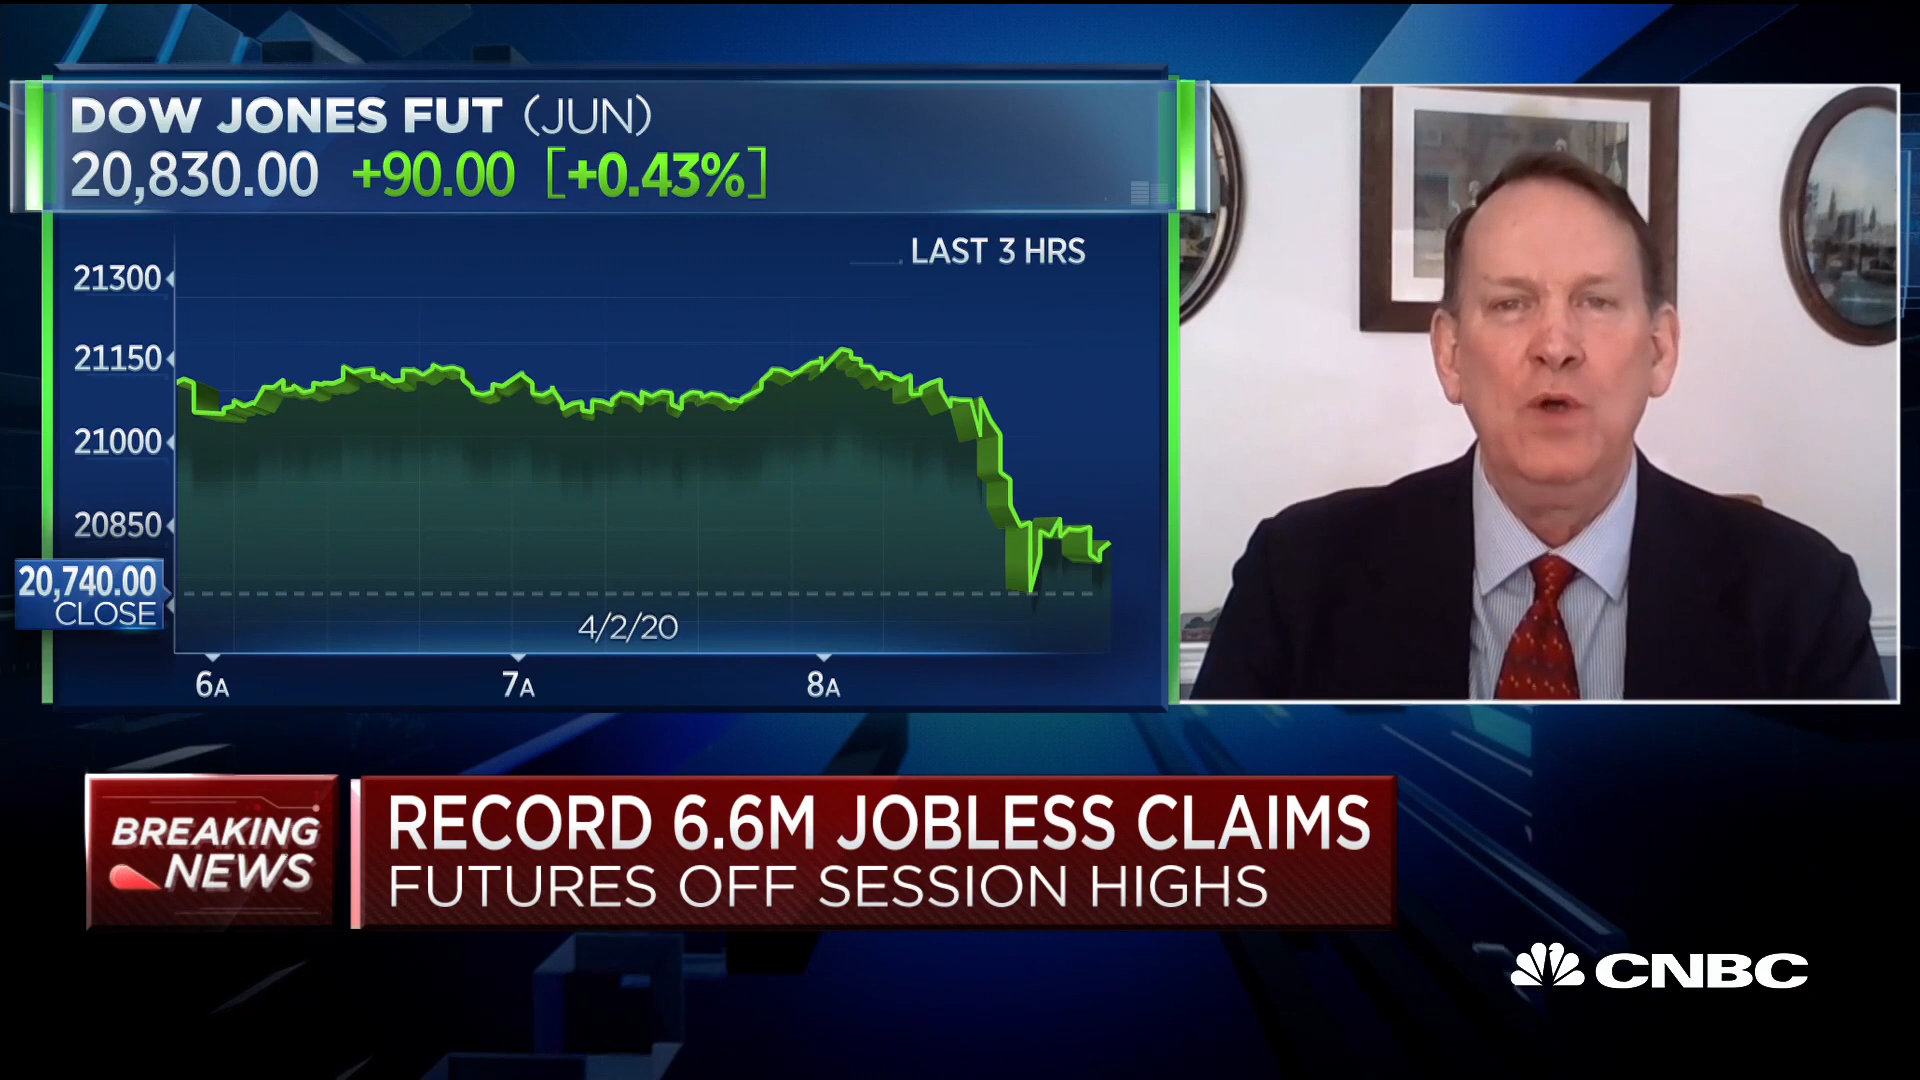 DOW JONES FUT (JUN)
20,830.00 +90.00 [+0.43%]
LAST 3 HRS
21300
21150
21000
20850
20,740.00
CLOSE
4/2/20
6A 7A 8A
BREAKING
NEWS
RECORD 6.6M JOBLESS CLAIMS
FUTURES OFF SESSION HIGHS
CNBC